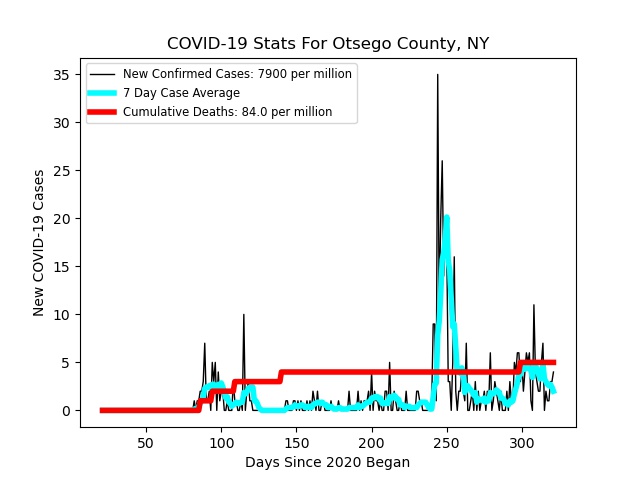 COVID-19 Stats For Otsego County, NY
New Confirmed Cases: 7900 per million
7 Day Case Average
Cumulative Deaths: 84.0 per million
35
30
25
20
15
10
5
0
New COVID-19 Cases
50 100 150 200 250 300
Days Since 2020 Began